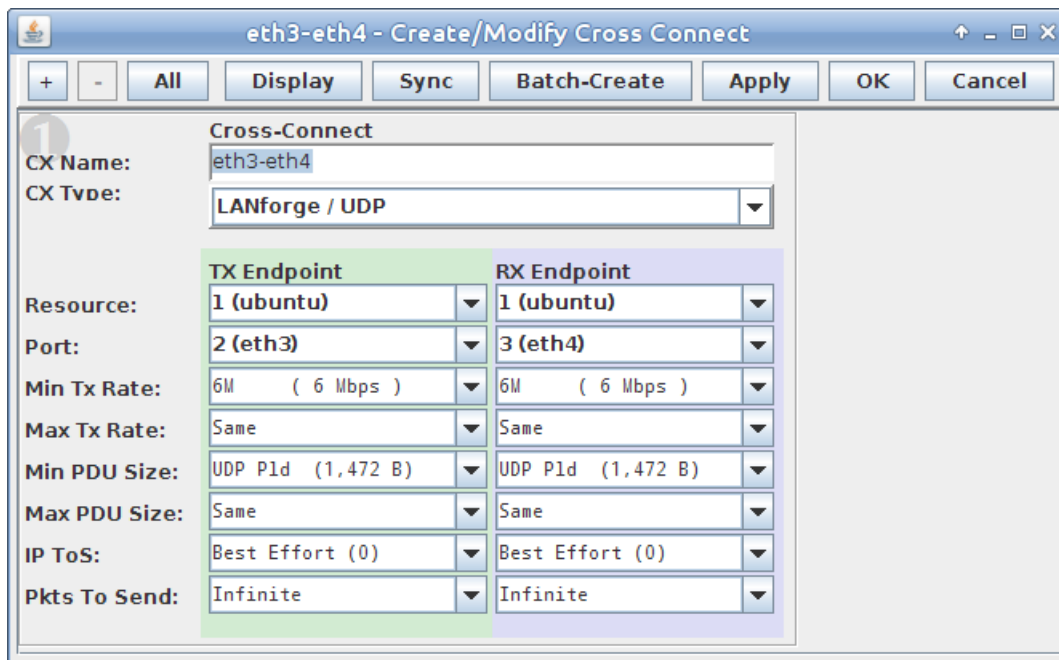 eth3-eth4 - Create/Modify Cross Connect
+ - All Display Sync Batch-Create Apply OK Cancel
1
Cross-Connect
CX Name: eth3-eth4
CX Type: LANforge / UDP
TX Endpoint RX Endpoint
Resource: 1 (ubuntu) 1 (ubuntu)
Port: 2 (eth3) 3 (eth4)
Min Tx Rate: 6M ( 6 Mbps ) 6M ( 6 Mbps )
Max Tx Rate: Same Same
Min PDU Size: UDP Pld (1,472 B) UDP Pld (1,472 B)
Max PDU Size: Same Same
IP ToS: Best Effort (0) Best Effort (0)
Pkts To Send: Infinite Infinite